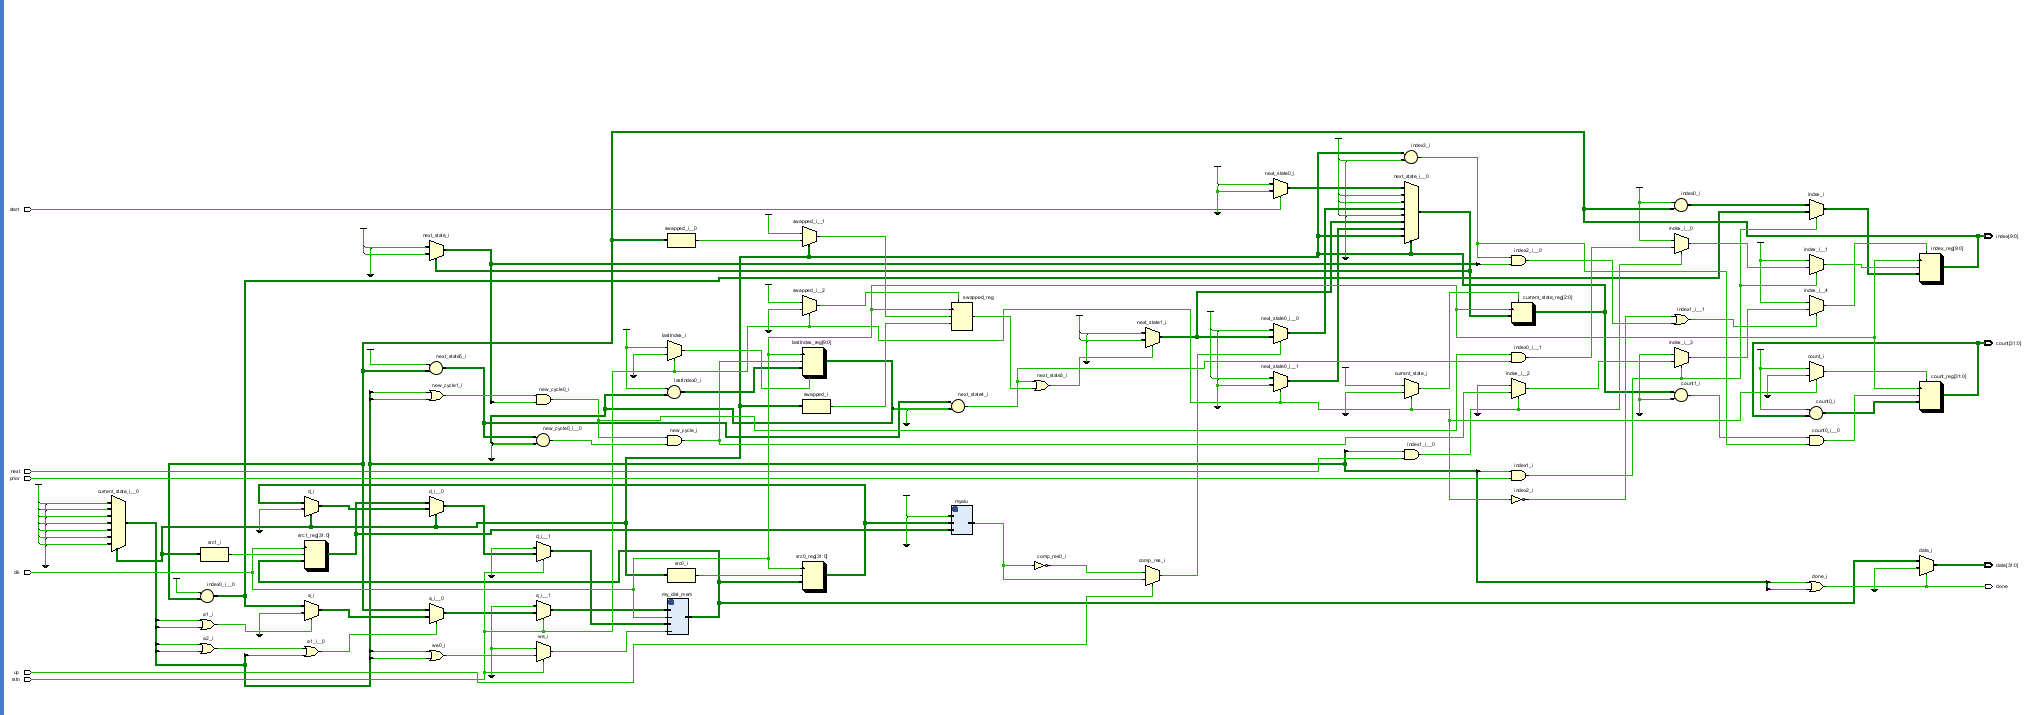 index3_i
next_state0_i
next_state_i__0
index0_i
index_i
start
swapped_i__1
swapped_i__0
next_state_i
index_i__0
index[9:0]
index2_i__0
index_i__1
index_reg[9:0]
swapped_i__2
swapped_reg
current_state_reg[2:0]
index_i__4
index1_i__1
next_state1_i
next_state0_i__0
lastIndex_i
lastIndex_reg[9:0]
index0_i__1
index_i__3
count[31:0]
next_state5_i
count_i
next_state0_i__1
current_state_i
index_i__2
count_reg[31:0]
new_cycle1_i
new_cycle0_i
lastIndex0_i
swapped_i
next_state4_i
count1_i
count0_i
new_cycle0_i__0
new_cycle_i
count0_i__0
index1_i__0
next
prior
index1_i
current_state_i__0
d_i
d_i__0
index2_i
myalu
src1_i
src1_reg[31:0]
d_i__1
src0_i
src0_reg[31:0]
comp_res0_i
comp_res_i
data_i
data[31:0]
clk
index0_i__0
done_i
done
a_i
a_i__0
a_i__1
my_dist_mem
a1_i
a2_i
a1_i__0
we0_i
we_i
up
rstn